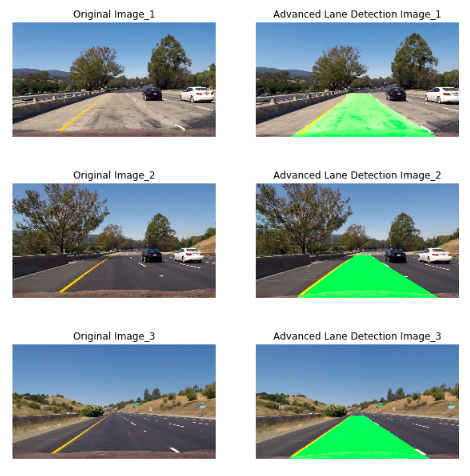 Original Image_1
Advanced Lane Detection Image_1
Original Image_2
Advanced Lane Detection Image_2
Original Image_3
Advanced Lane Detection Image_3